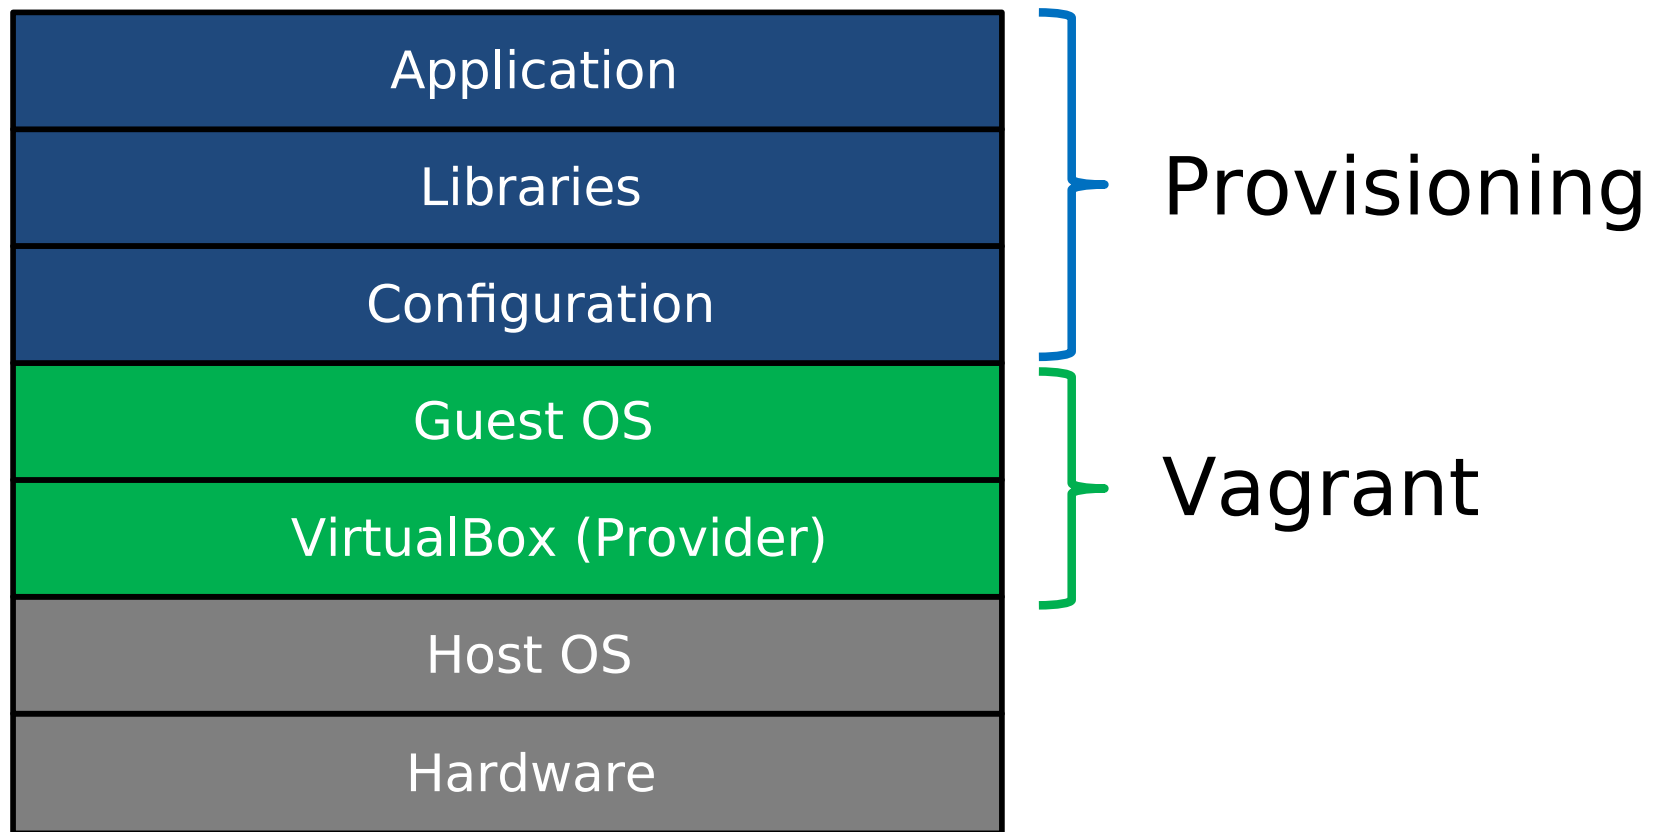 Application
Libraries
Configuration
Provisioning
Guest OS
VirtualBox (Provider)
Vagrant
Host OS
Hardware